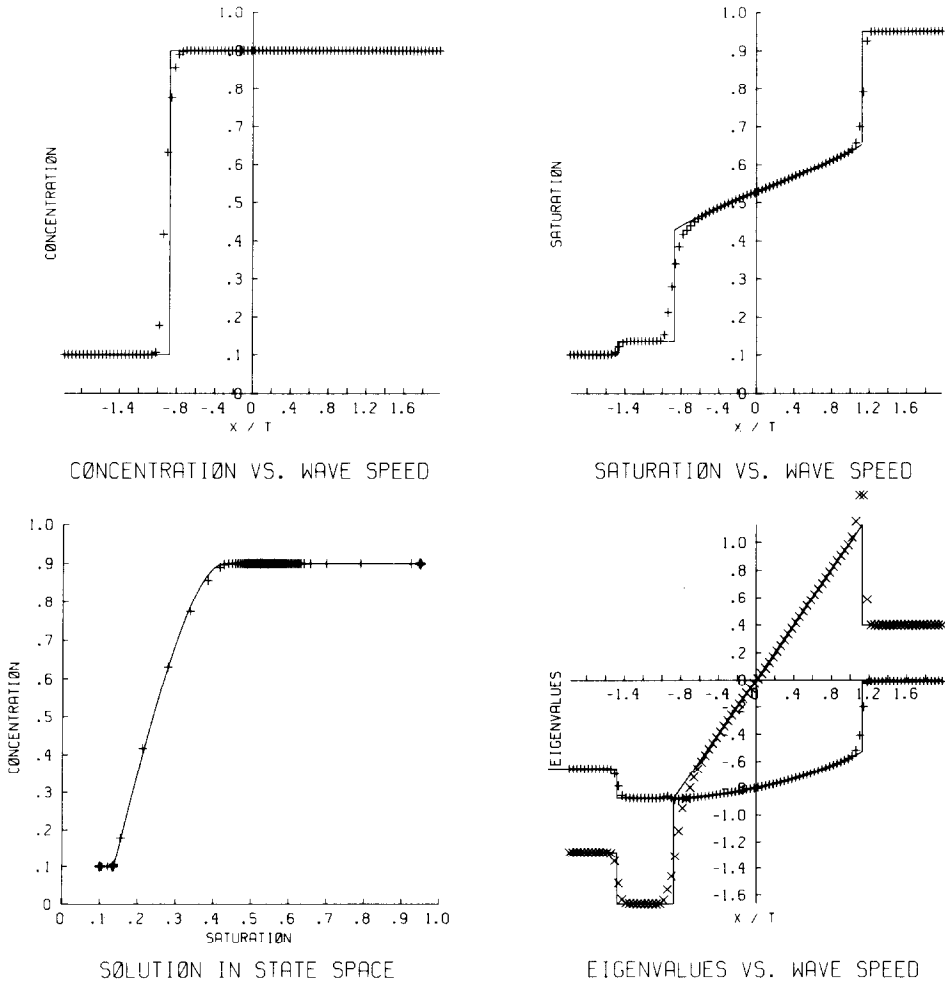 1.0
.9
.8
.7
.6
.5
.4
.3
.2
.1
0
CØNCENTRATIØN
-1.4 -.8 -.4 0 .4 .8 1.2 1.6
X / T
CØNCENTRATIØN VS. WAVE SPEED
1.0
.9
.8
.7
.6
.5
.4
.3
.2
.1
0
SATURATIØN
-1.4 -.8 -.4 0 .4 .8 1.2 1.6
X / T
SATURATIØN VS. WAVE SPEED
1.0
.9
.8
.7
.6
.5
.4
.3
.2
.1
0
CØNCENTRATIØN
0 .1 .2 .3 .4 .5 .6 .7 .8 .9 1.0
SATURATIØN
SØLUTIØN IN STATE SPACE
1.0
.8
.6
.4
.2
0
-.2
-.4
-.6
-.8
-1.0
-1.2
-1.4
-1.6
EIGENVALUES
-1.4 -.8 -.4 0 .4 .8 1.2 1.6
X / T
EIGENVALUES VS. WAVE SPEED